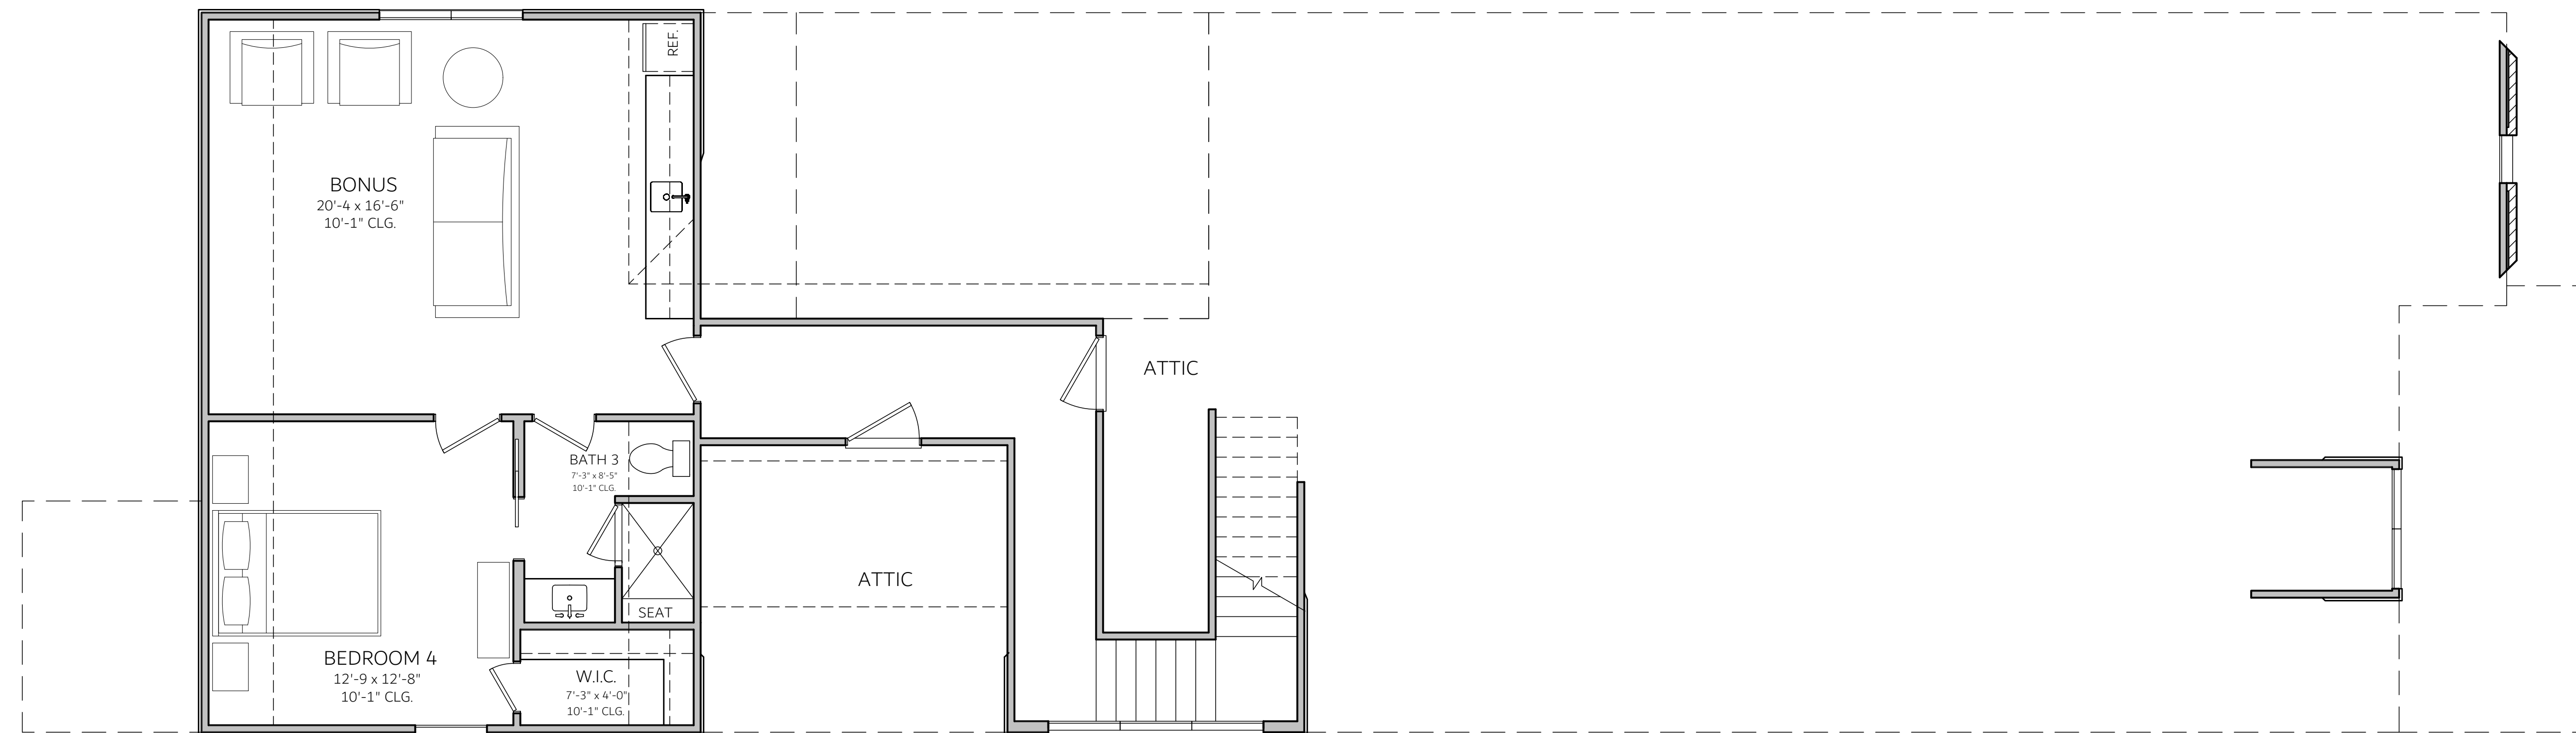 REF.
BONUS
20'-4 x 16'-6"
10'-1" CLG.
ATTIC
BATH 3
7'-3" x 8'-5"
10'-1" CLG.
ATTIC
SEAT
BEDROOM 4
12'-9 x 12'-8"
10'-1" CLG.
W.I.C.
7'-3" x 4'-0"
10'-1" CLG.